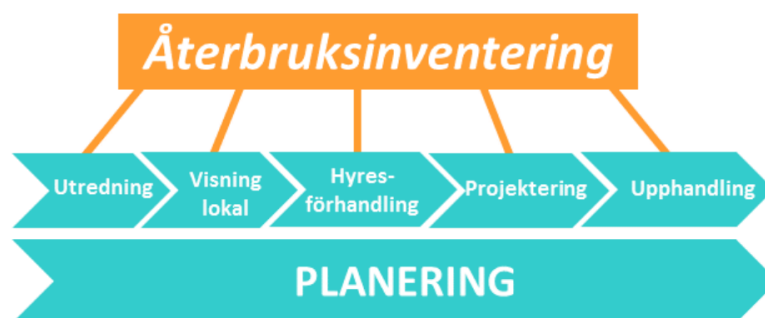 Återbruksinventering
Utredning
Visning
lokal
Hyres-
förhandling
Projektering
Upphandling
PLANERING